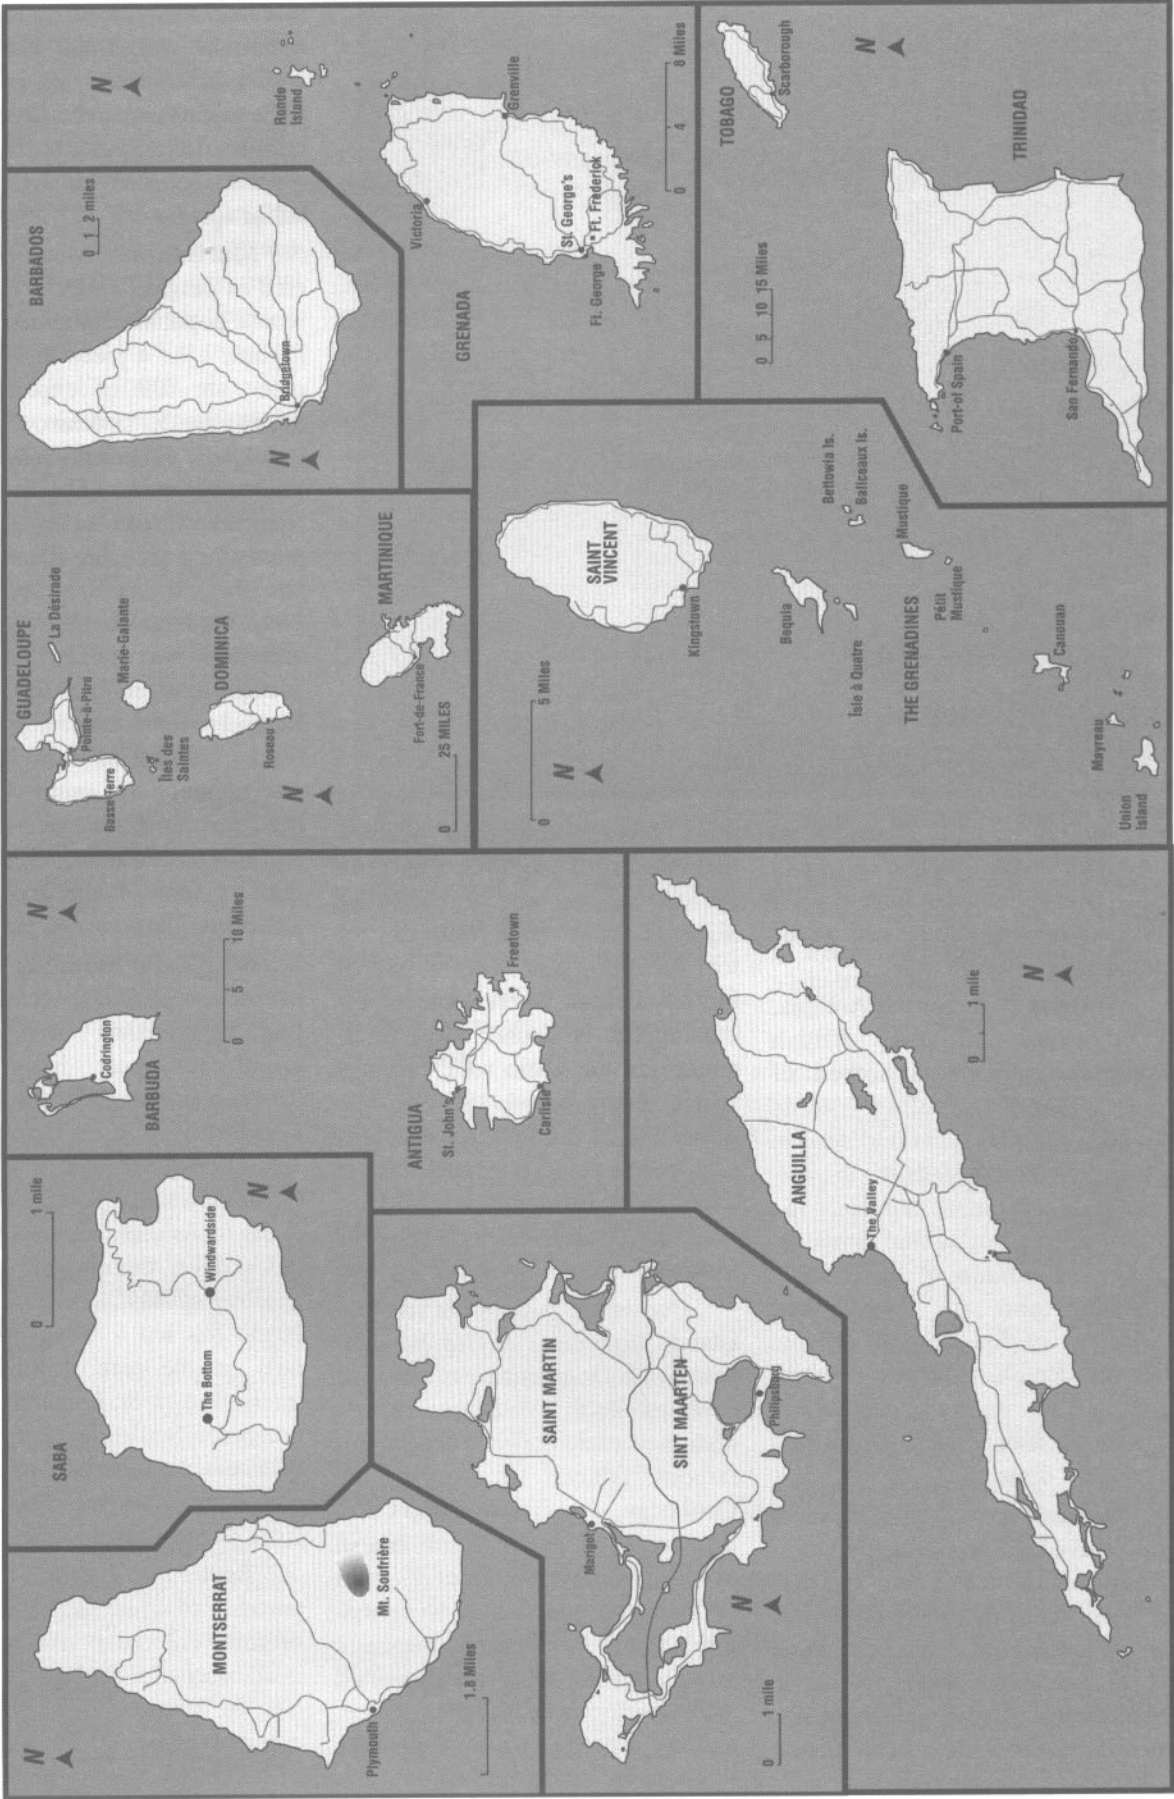 N
MONTSERRAT
Mt. Soufrière
Plymouth
1.8 Miles
SABA
The Bottom
Windwardside
0 1 mile
N
SAINT MARTIN
SINT MAARTEN
Marigot
Philipsburg
N
0 1 mile
BARBUDA
Codrington
N
0 5 10 Miles
ANTIGUA
St. John's
Freetown
Carlisle
ANGUILLA
The Valley
0 1 mile
N
GUADELOUPE
La Désirade
Pointe-à-Pitre
Basse Terre
Marie-Galante
Îles des
Saintes
DOMINICA
Roseau
N
MARTINIQUE
Fort-de-France
0 25 MILES
SAINT
VINCENT
Kingstown
0 5 Miles
N
Bequia
Bettowia Is.
Baliceaux Is.
Isle à Quatre
Mustique
Pétit
Mustique
THE GRENADINES
Canouan
Mayreau
Union
Island
BARBADOS
0 1 2 miles
Bridgetown
N
N
Ronde
Island
GRENADA
Victoria
Grenville
St. George's
Ft. Frederick
Ft. George
0 4 8 Miles
TOBAGO
Scarborough
N
TRINIDAD
0 5 10 15 Miles
Port-of Spain
San Fernando